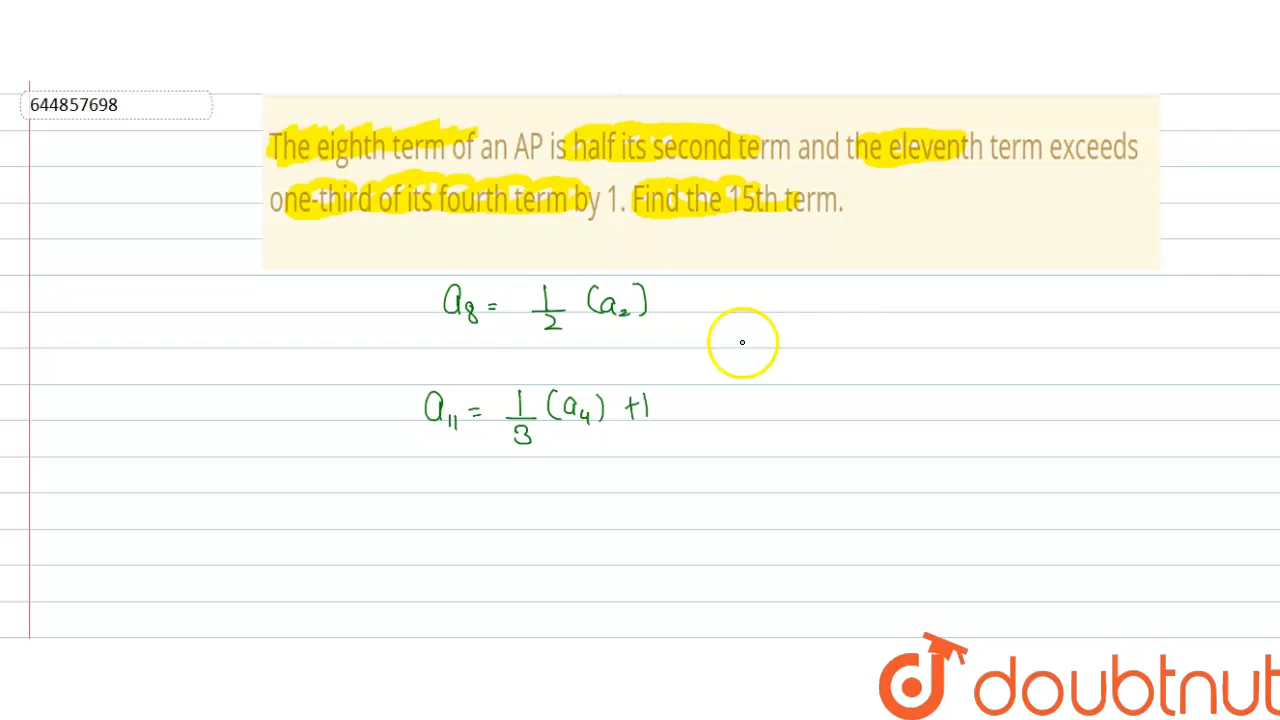 644857698
The eighth term of an AP is half its second term and the eleventh term exceeds
one-third of its fourth term by 1. Find the 15th term.
a₈ = 1/2 (a₂)
a₁₁ = 1/3 (a₄) +1
doubtnut